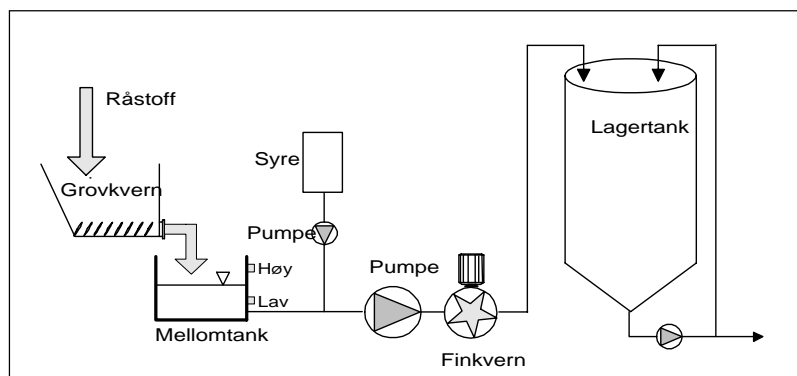 Råstoff
Grovkvern
Syre
Pumpe
Høy
Lav
Mellomtank
Pumpe
Finkvern
Lagertank